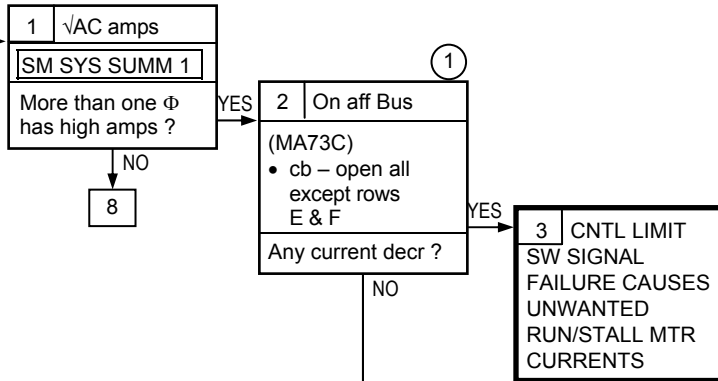 1 √AC amps
SM SYS SUMM 1
More than one Φ
has high amps ?
YES
NO
8
1
2 On aff Bus
(MA73C)
• cb – open all
except rows
E & F
Any current decr ?
YES
NO
3 CNTL LIMIT
SW SIGNAL
FAILURE CAUSES
UNWANTED
RUN/STALL MTR
CURRENTS